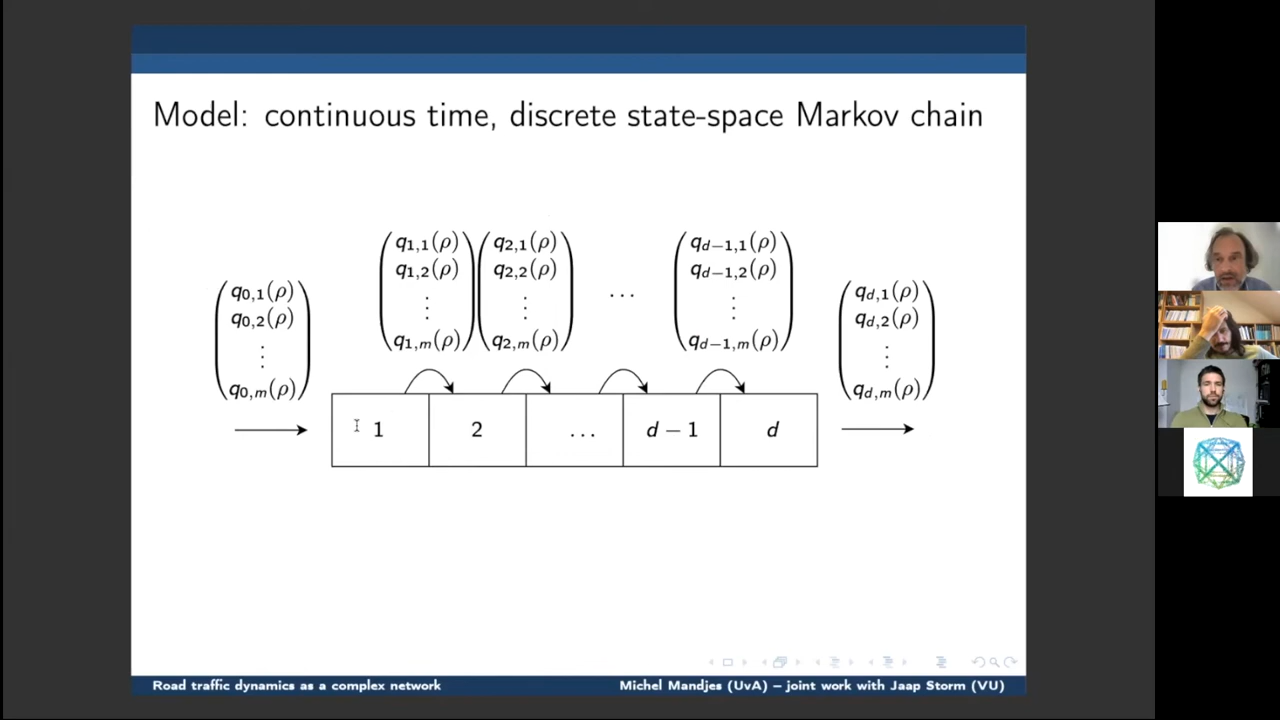 Model: continuous time, discrete state-space Markov chain
q0,1(ρ)
q0,2(ρ)
⋮
q0,m(ρ)
q1,1(ρ)
q1,2(ρ)
⋮
q1,m(ρ)
q2,1(ρ)
q2,2(ρ)
⋮
q2,m(ρ)
...
qd−1,1(ρ)
qd−1,2(ρ)
⋮
qd−1,m(ρ)
qd,1(ρ)
qd,2(ρ)
⋮
qd,m(ρ)
1 2 ... d − 1 d
Road traffic dynamics as a complex network
Michel Mandjes (UvA) – joint work with Jaap Storm (VU)